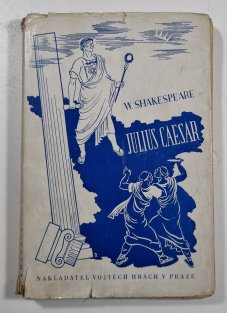 W SHAKESPEARE
JULIUS CAESAR
NAKLADATEL VOJTĚCH HRACH V PRAZE